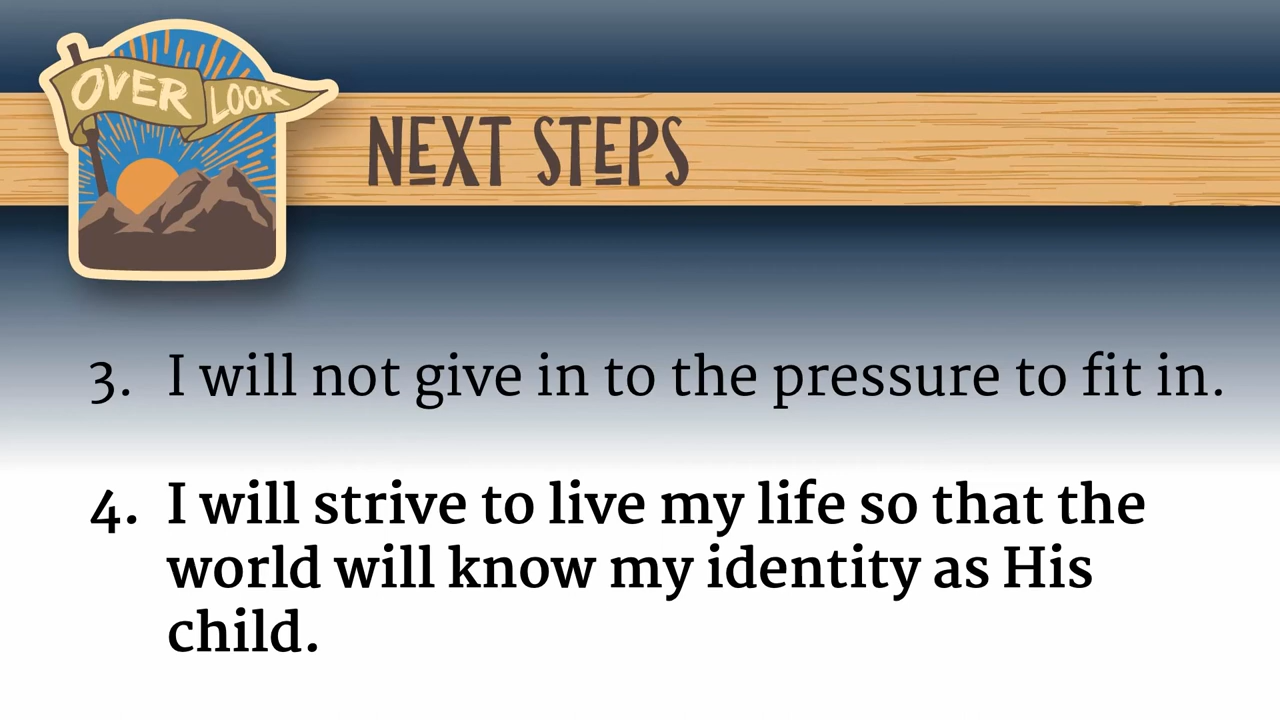 OVER LOOK
NEXT STEPS
3. I will not give in to the pressure to fit in.
4. I will strive to live my life so that the
world will know my identity as His
child.